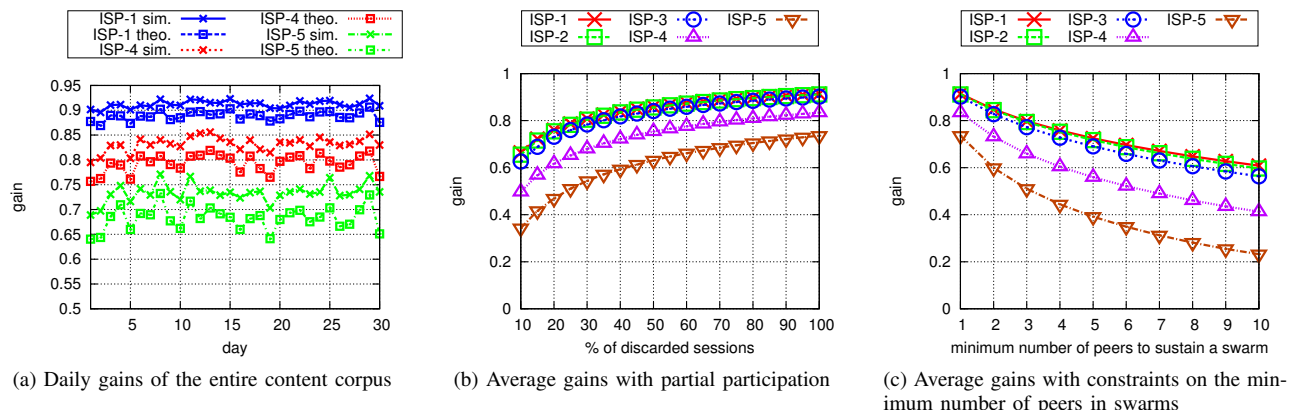 ISP-1 sim.
ISP-1 theo.
ISP-4 sim.
ISP-4 theo.
ISP-5 sim.
ISP-5 theo.
gain
0.95
0.9
0.85
0.8
0.75
0.7
0.65
0.6
0.55
0.5
5
10
15
20
25
30
day
(a) Daily gains of the entire content corpus
ISP-1
ISP-2
ISP-3
ISP-4
ISP-5
gain
1
0.8
0.6
0.4
0.2
0
10
20
30
40
50
60
70
80
90
100
% of discarded sessions
(b) Average gains with partial participation
ISP-1
ISP-2
ISP-3
ISP-4
ISP-5
gain
1
0.8
0.6
0.4
0.2
0
1
2
3
4
5
6
7
8
9
10
minimum number of peers to sustain a swarm
(c) Average gains with constraints on the min-
imum number of peers in swarms